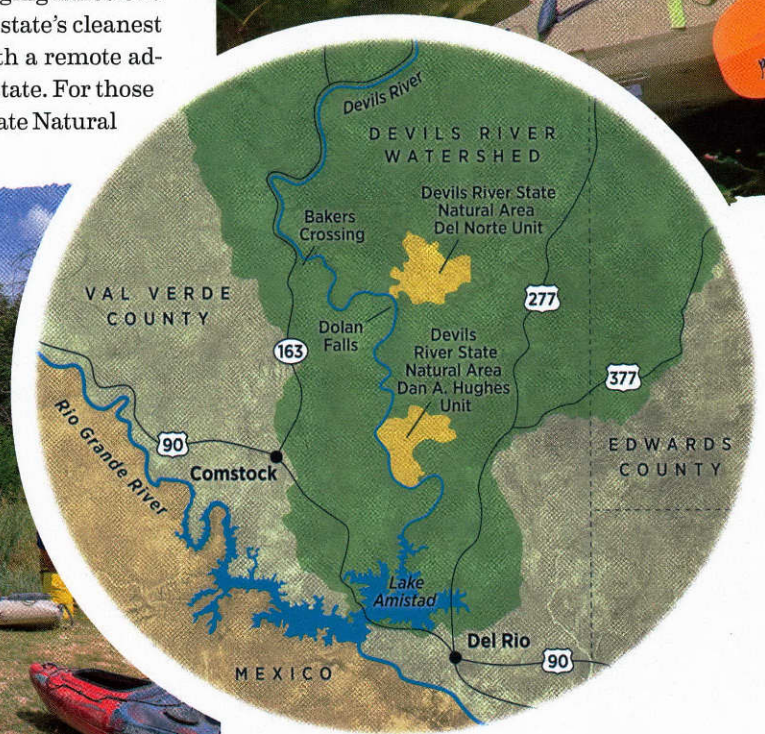 state's cleanest
th a remote ad-
tate. For those
ate Natural
Devils River
DEVILS RIVER
WATERSHED
Devils River State
Natural Area
Del Norte Unit
Bakers
Crossing
VAL VERDE
COUNTY
277
Dolan
Falls
163
Devils
River State
Natural Area
Dan A. Hughes
Unit
377
Rio Grande River
90
Comstock
EDWARDS
COUNTY
Lake
Amistad
Del Rio
90
MEXICO